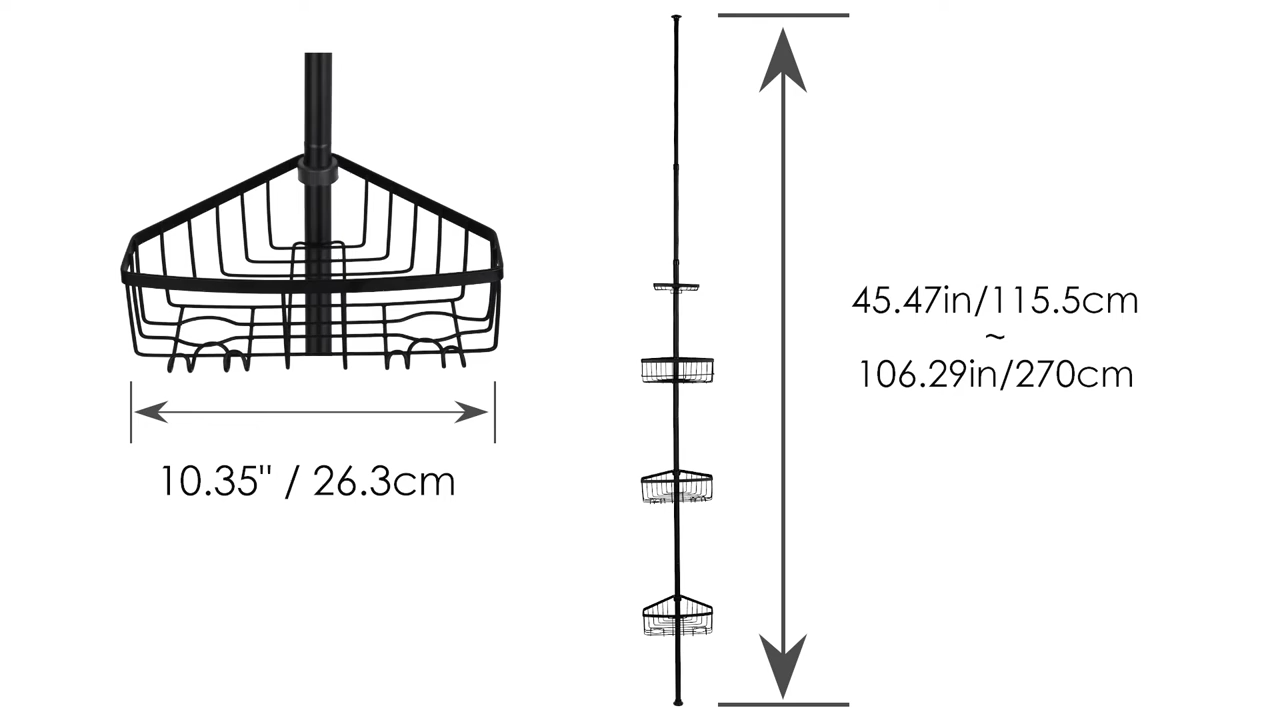 10.35" / 26.3cm
45.47in/115.5cm
~
106.29in/270cm